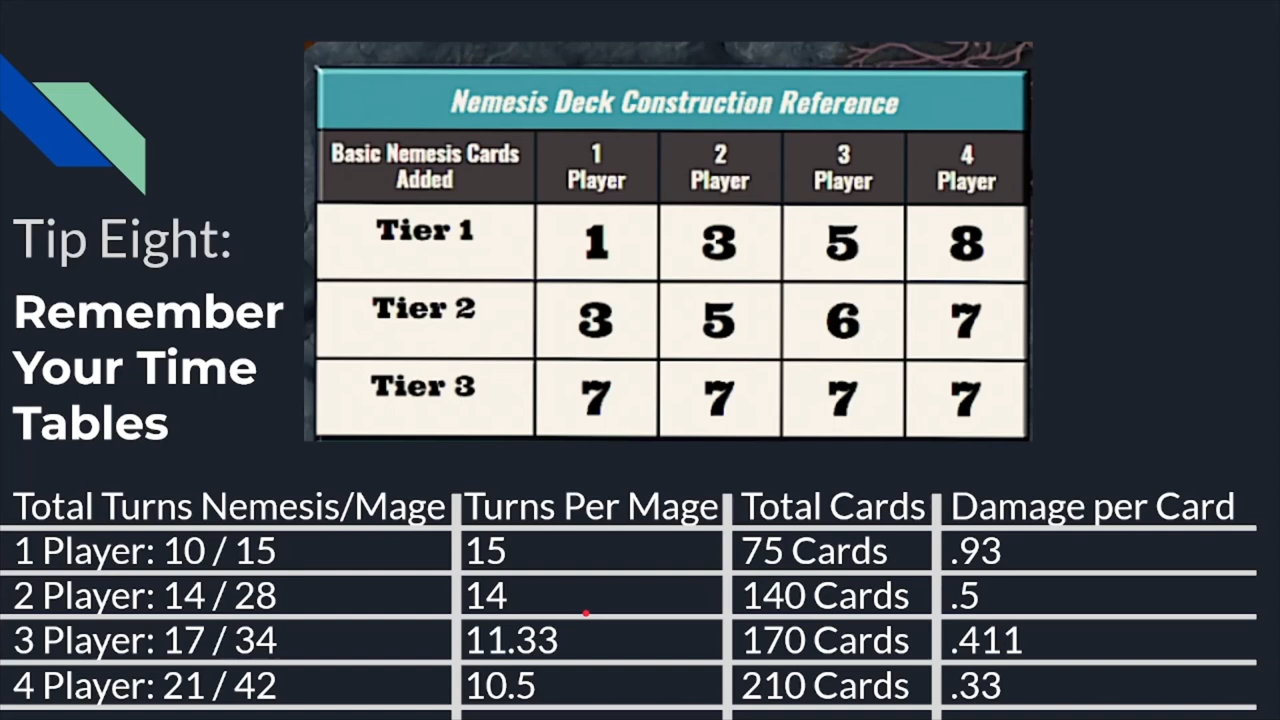 Nemesis Deck Construction Reference
Basic Nemesis Cards Added 1 Player 2 Player 3 Player 4 Player
Tier 1 1 3 5 8
Tier 2 3 5 6 7
Tier 3 7 7 7 7
Tip Eight:
Remember
Your Time
Tables
Total Turns Nemesis/Mage Turns Per Mage Total Cards Damage per Card
1 Player: 10 / 15 15 75 Cards .93
2 Player: 14 / 28 14 140 Cards .5
3 Player: 17 / 34 11.33 170 Cards .411
4 Player: 21 / 42 10.5 210 Cards .33